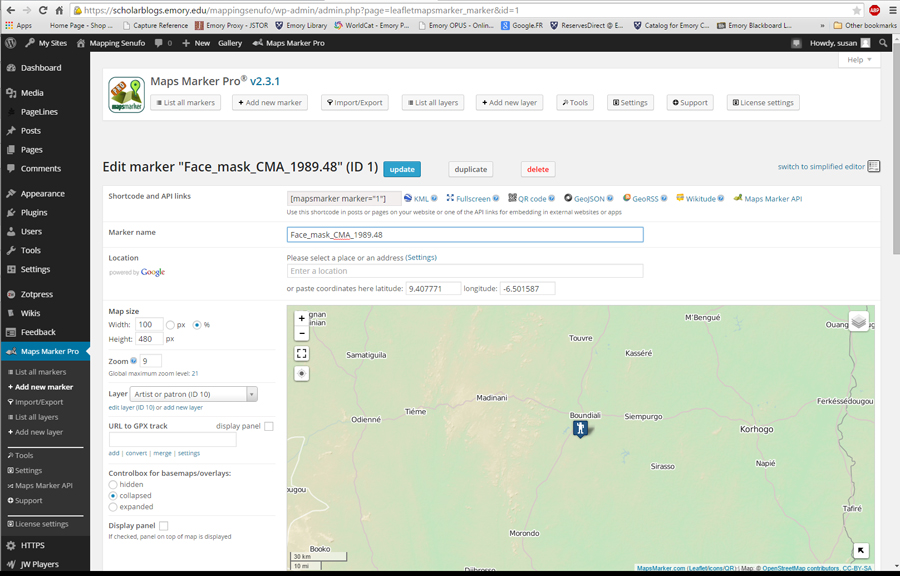 https://scholarblogs.emory.edu/mappingsenufo/wp-admin/admin.php?page=leafletmapsmarker_marker&id=1
Apps Home Page - Shop ... Capture Reference Emory Proxy - JSTOR Emory Library WorldCat - Emory P... Emory OPUS - Onlin... Google.FR ReservesDirect @ E... Catalog for Emory C... Emory Blackboard L... » Other bookmarks
My Sites Mapping Senufo 0 + New Gallery Maps Marker Pro Howdy, susan
Help
Dashboard
Media
PageLines
Posts
Pages
Comments
Appearance
Plugins
Users
Tools
Settings
Zotpress
Wikis
Feedback
Maps Marker Pro
List all markers
+ Add new marker
Import/Export
List all layers
+ Add new layer
Tools
Settings
Maps Marker API
Support
License settings
HTTPS
JW Players
PRO
mapsmarker
Maps Marker Pro® v2.3.1
List all markers + Add new marker Import/Export List all layers + Add new layer Tools Settings Support License settings
Edit marker "Face_mask_CMA_1989.48" (ID 1) update duplicate delete switch to simplified editor
Shortcode and API links [mapsmarker marker="1"] KML Fullscreen QR code GeoJSON GeoRSS Wikitude Maps Marker API
Use this shortcode in posts or pages on your website or one of the API links for embedding in external websites or apps
Marker name Face_mask_CMA_1989.48
Location Please select a place or an address (Settings)
powered by Google Enter a location
or paste coordinates here latitude: 9.407771 longitude: -6.501587
Map size
Width: 100 px %
Height: 480 px
Zoom 9
Global maximum zoom level: 21
Layer Artist or patron (ID 10)
edit layer (ID 10) or add new layer
URL to GPX track display panel
add | convert | merge | settings
Controlbox for basemaps/overlays:
hidden
collapsed
expanded
Display panel
If checked, panel on top of map is displayed
+
−
gnan
inian
M'Bengué
Ouang
Touvre
Samatiguila
Kasséré
Madinani
Ferkéssédougou
Tiéme
Boundiali
Siempurgo
Odienné
Korhogo
Sirasso
Napié
ougou
Tafiré
Morondo
Booko
30 km
10 mi
MapsMarker.com (Leaflet/icons/QR) | Map: © OpenStreetMap contributors, CC-BY-SA